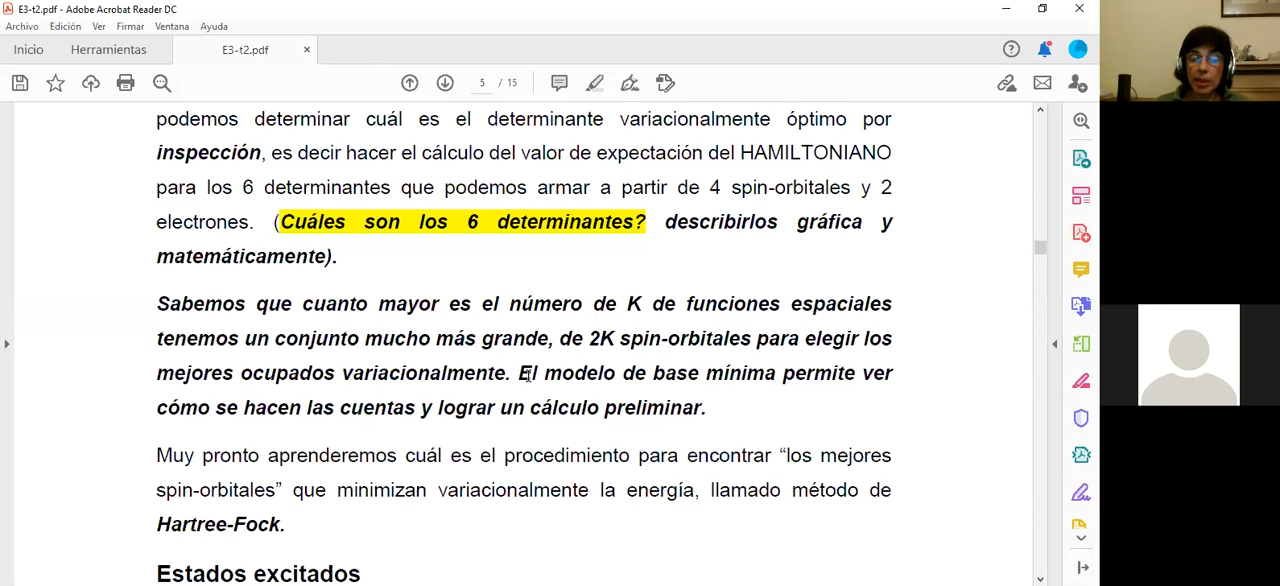 E3-t2.pdf - Adobe Acrobat Reader DC
Archivo Edición Ver Firmar Ventana Ayuda
Inicio Herramientas E3-t2.pdf ×
5 / 15
podemos determinar cuál es el determinante variacionalmente óptimo por
inspección, es decir hacer el cálculo del valor de expectación del HAMILTONIANO
para los 6 determinantes que podemos armar a partir de 4 spin-orbitales y 2
electrones. (Cuáles son los 6 determinantes? describirlos gráfica y
matemáticamente).
Sabemos que cuanto mayor es el número de K de funciones espaciales
tenemos un conjunto mucho más grande, de 2K spin-orbitales para elegir los
mejores ocupados variacionalmente. El modelo de base mínima permite ver
cómo se hacen las cuentas y lograr un cálculo preliminar.
Muy pronto aprenderemos cuál es el procedimiento para encontrar “los mejores
spin-orbitales” que minimizan variacionalmente la energía, llamado método de
Hartree-Fock.
Estados excitados